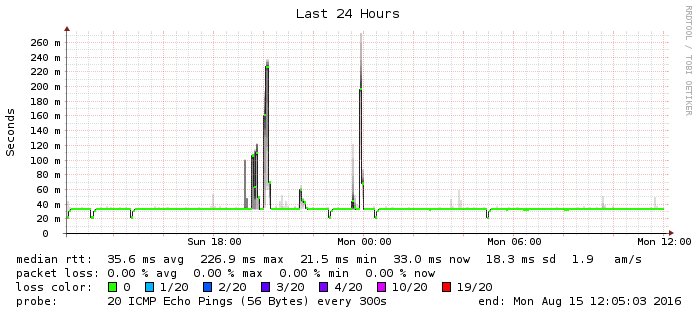 Last 24 Hours
RRDTOOL / TOBI OETIKER
Seconds
260 m
240 m
220 m
200 m
180 m
160 m
140 m
120 m
100 m
80 m
60 m
40 m
20 m
0
Sun 18:00 Mon 00:00 Mon 06:00 Mon 12:00
median rtt: 35.6 ms avg 226.9 ms max 21.5 ms min 33.0 ms now 18.3 ms sd 1.9 am/s
packet loss: 0.00 % avg 0.00 % max 0.00 % min 0.00 % now
loss color: 0 1/20 2/20 3/20 4/20 10/20 19/20
probe: 20 ICMP Echo Pings (56 Bytes) every 300s end: Mon Aug 15 12:05:03 2016